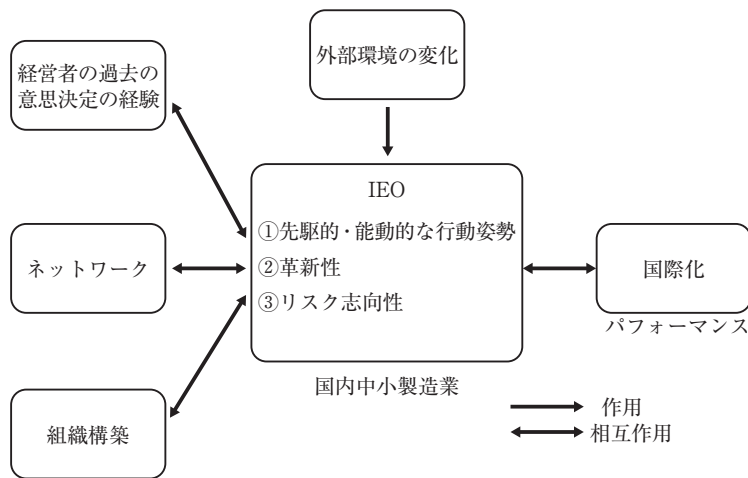 外部環境の変化
経営者の過去の
意思決定の経験
IEO
①先駆的・能動的な行動姿勢
②革新性
③リスク志向性
ネットワーク
国際化
パフォーマンス
国内中小製造業
組織構築
作用
相互作用